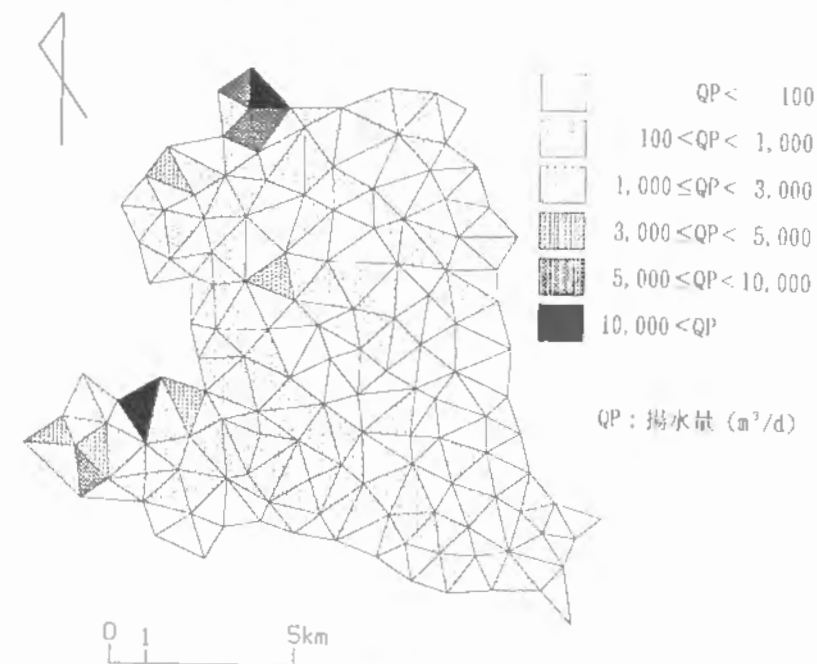 QP< 100
100<QP< 1,000
1,000≤QP< 3,000
3,000≤QP< 5,000
5,000≤QP<10,000
10,000<QP
QP：揚水量 (m³/d)
0 1 5km